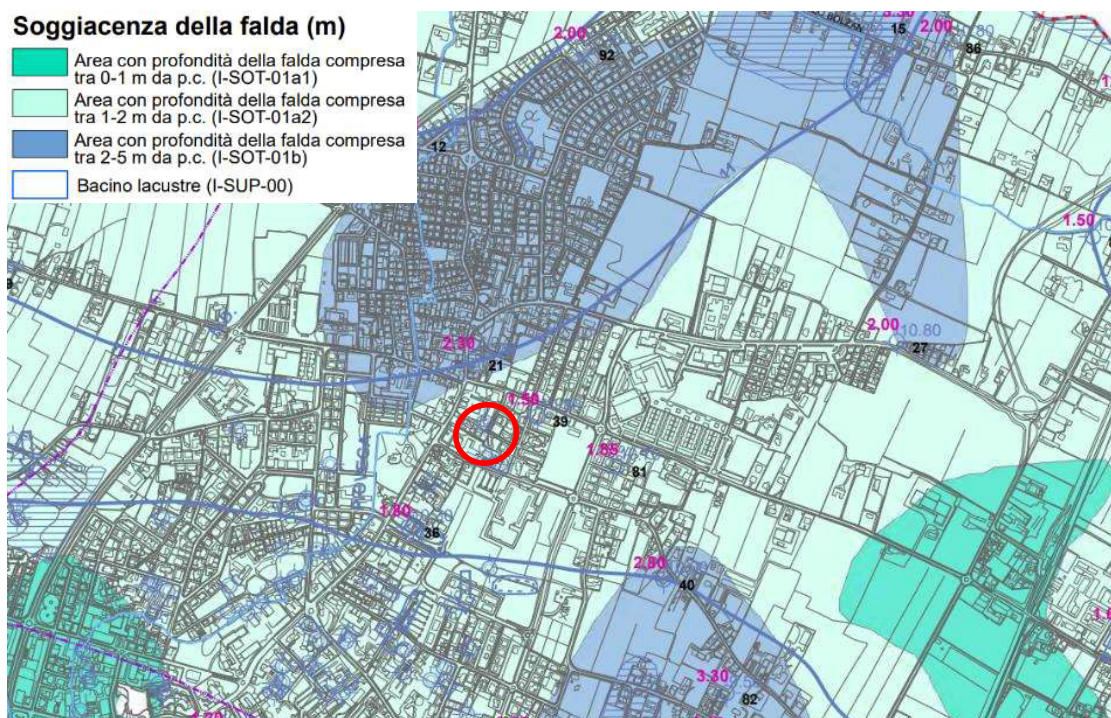 Soggiacenza della falda (m)
Area con profondità della falda compresa
tra 0-1 m da p.c. (I-SOT-01a1)
Area con profondità della falda compresa
tra 1-2 m da p.c. (I-SOT-01a2)
Area con profondità della falda compresa
tra 2-5 m da p.c. (I-SOT-01b)
Bacino lacustre (I-SUP-00)
2.00
92
15
2.00
86
12
11
1.50
2.00
10.80
27
2.30
21
1.50
39
1.85
81
1.80
36
2.80
40
3.30
82